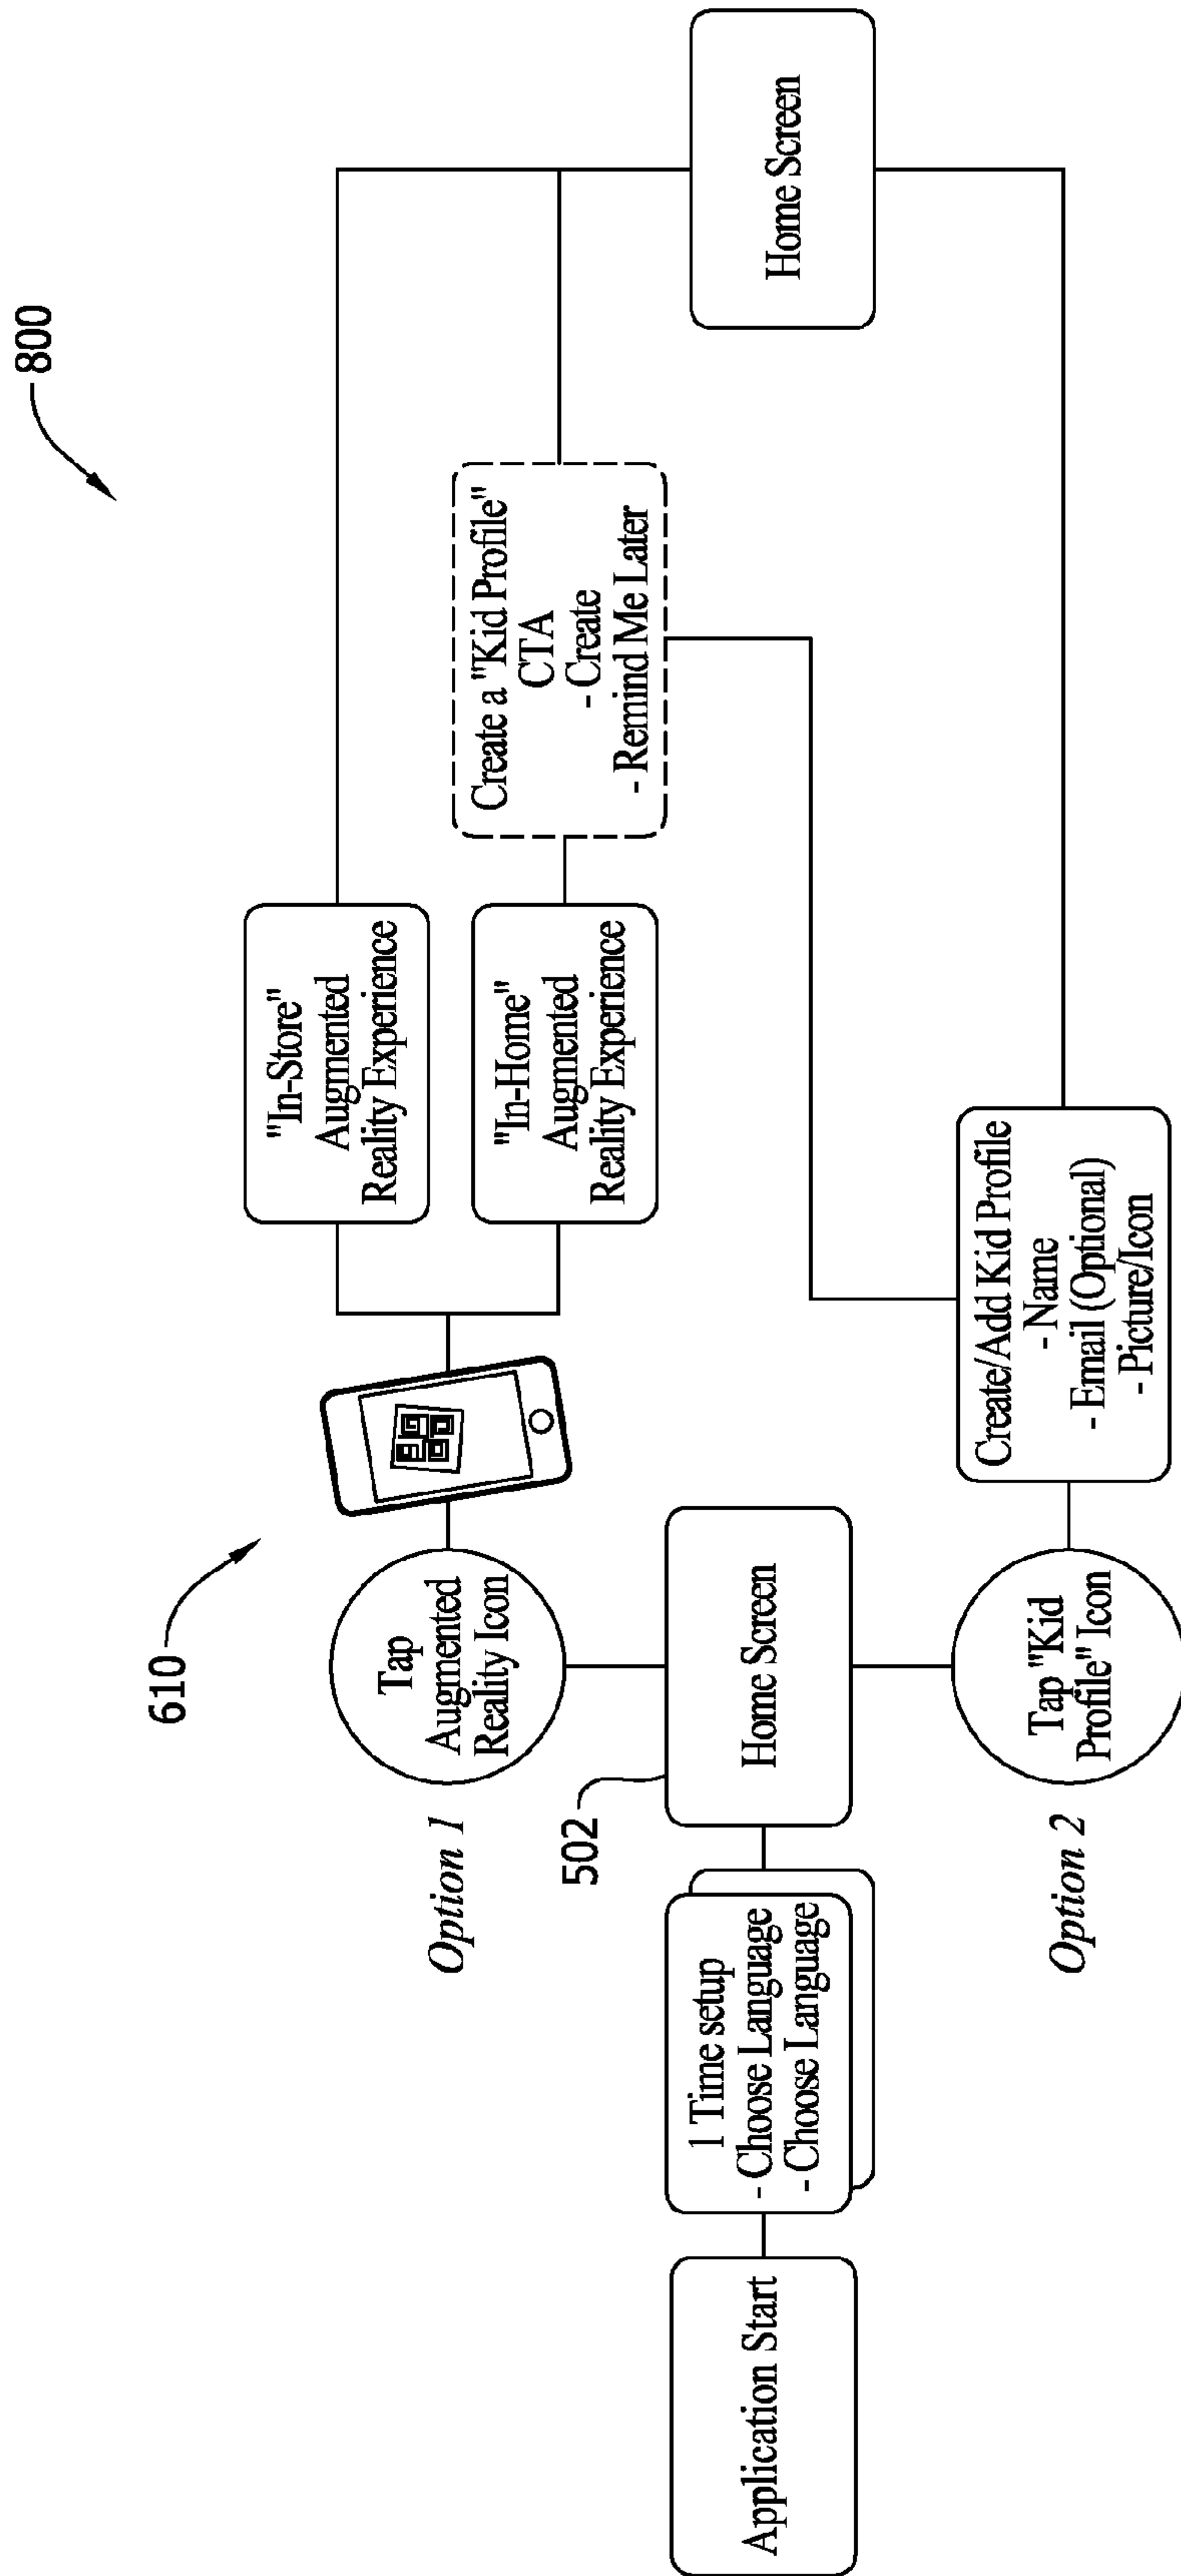 800
610
Application Start
1 Time setup
- Choose Language
- Choose Language
502
Home Screen
Option 1
Tap
Augmented
Reality Icon
"In-Store"
Augmented
Reality Experience
"In-Home"
Augmented
Reality Experience
Create a "Kid Profile"
CTA
- Create
- Remind Me Later
Option 2
Tap "Kid
Profile" Icon
Create/Add Kid Profile
- Name
- Email (Optional)
- Picture/Icon
Home Screen